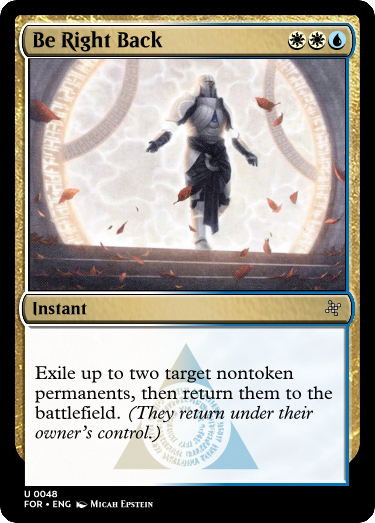 Be Right Back
Instant
Exile up to two target nontoken
permanents, then return them to the
battlefield. (They return under their
owner's control.)
U 0048
FOR • ENG Micah Epstein